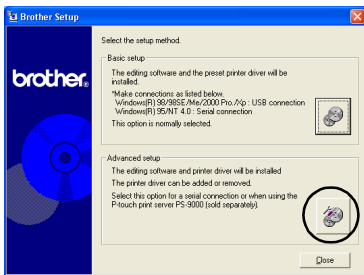 Brother Setup
Select the setup method.
Basic setup
The editing software and the preset printer driver will be
installed.
*Make connections as listed below.
Windows(R) 98/98SE/Me/2000 Pro./Xp : USB connection
Windows(R) 95/NT 4.0 : Serial connection
This option is normally selected.
brother.
Advanced setup
The editing software and printer driver will be installed
The printer driver can be added or removed.
Select this option for a serial connection or when using the
P-touch print server PS-9000 (sold separately).
Close